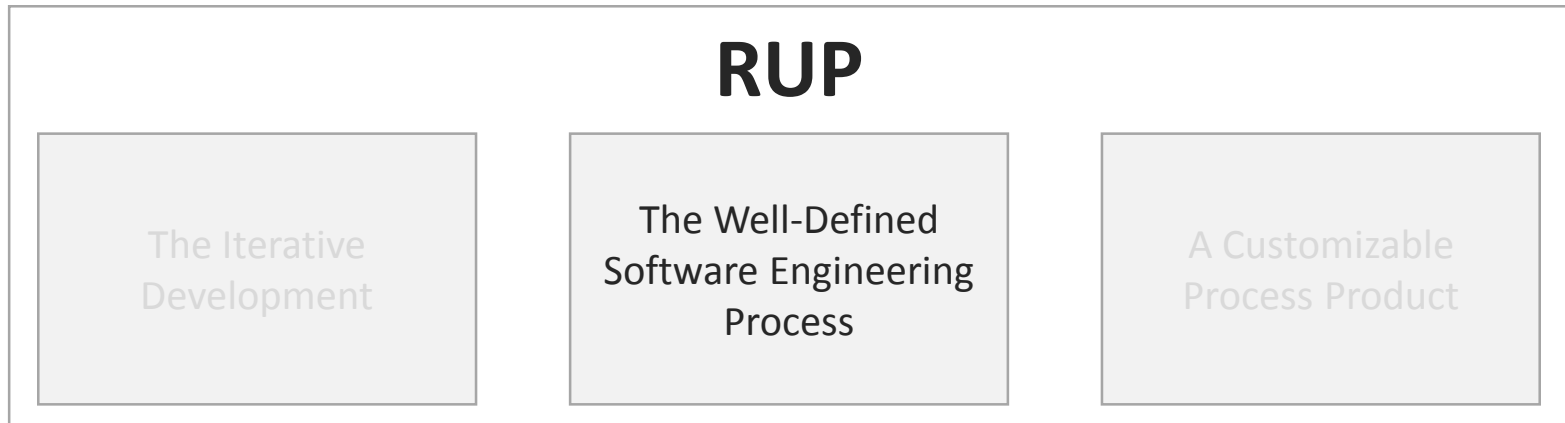 RUP
The Iterative
Development
The Well-Defined
Software Engineering
Process
A Customizable
Process Product